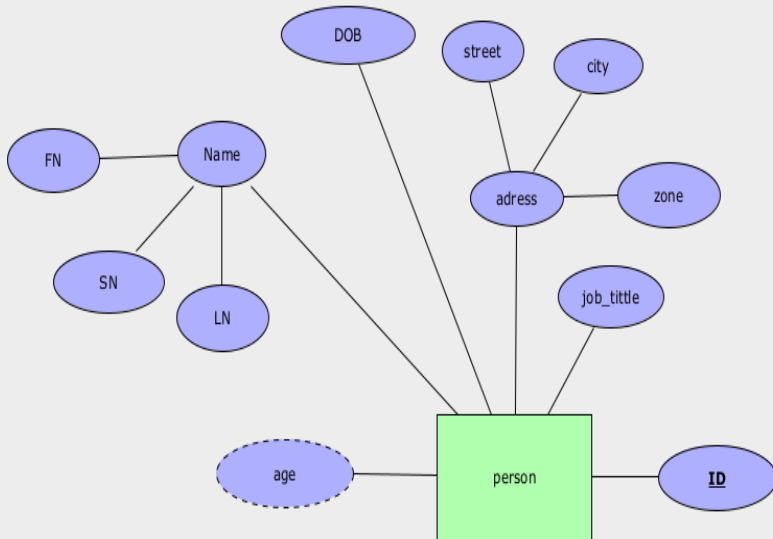 DOB
street
city
FN
Name
adress
zone
SN
LN
job_tittle
age
person
ID